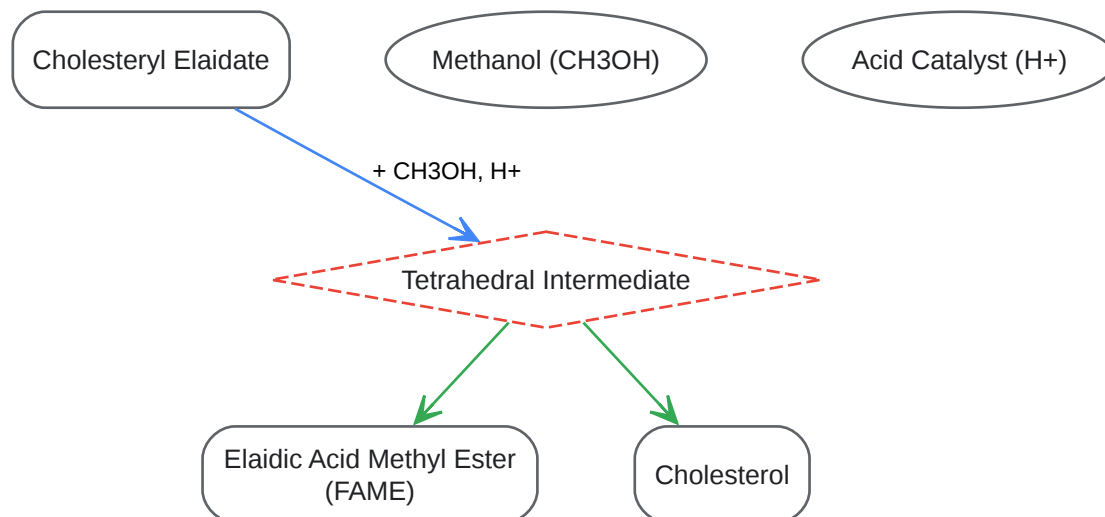 Cholesteryl Elaidate
Methanol (CH3OH)
Acid Catalyst (H+)
+ CH3OH, H+
Tetrahedral Intermediate
Elaidic Acid Methyl Ester
(FAME)
Cholesterol